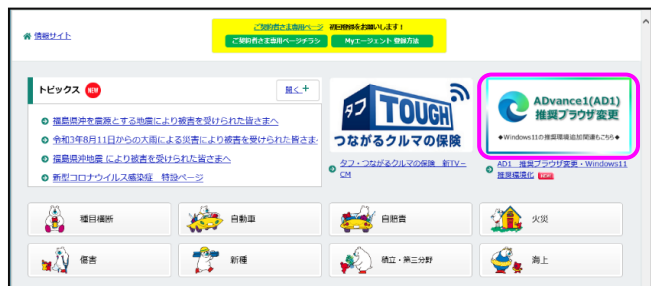 ご契約者さま専用ページ 初回登録をお願いします！
情報サイト
ご契約者さま専用ページチラシ Myエージェント 登録方法
トピックス NEW
開く+
福島県沖を震源とする地震により被害を受けられた皆さまへ
令和3年8月11日からの大雨による災害により被害を受けられた皆さま-
福島県沖地震 により被害を受けられた皆さまへ
新型コロナウイルス感染症 特設ページ
タフ TOUGH
つながるクルマの保険
タフ・つながるクルマの保険 新TV－
CM
ADvance1(AD1)
推奨ブラウザ変更
◆Windows11の推奨環境追加関連もこちら◆
AD1 推奨ブラウザ変更・Windows11
推奨環境化 NEW
種目横断
自動車
自賠責
火災
傷害
新種
積立・第三分野
海上